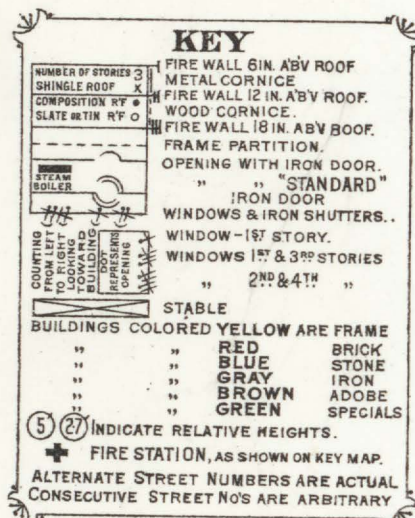 KEY
NUMBER OF STORIES 3
SHINGLE ROOF X
COMPOSITION R'F ●
SLATE OR TIN R'F ○
STEAM BOILER
FIRE WALL 6 IN. AB'V ROOF
METAL CORNICE
FIRE WALL 12 IN. AB'V ROOF.
WOOD CORNICE.
FIRE WALL 18 IN. AB'V BOOF.
FRAME PARTITION.
OPENING WITH IRON DOOR.
" " "STANDARD"
IRON DOOR
WINDOWS & IRON SHUTTERS..
WINDOW-1ST STORY.
WINDOWS 1ST & 3RD STORIES
" 2ND & 4TH "
COUNTING
FROM LEFT
TO RIGHT
LOOKING
TOWARD
BUILDING
DOT
REPRESENTS
OPENING
STABLE
BUILDINGS COLORED YELLOW ARE FRAME
" " RED BRICK
" " BLUE STONE
" " GRAY IRON
" " BROWN ADOBE
" " GREEN SPECIALS
5 27 INDICATE RELATIVE HEIGHTS.
FIRE STATION, AS SHOWN ON KEY MAP.
ALTERNATE STREET NUMBERS ARE ACTUAL
CONSECUTIVE STREET NO'S ARE ARBITRARY